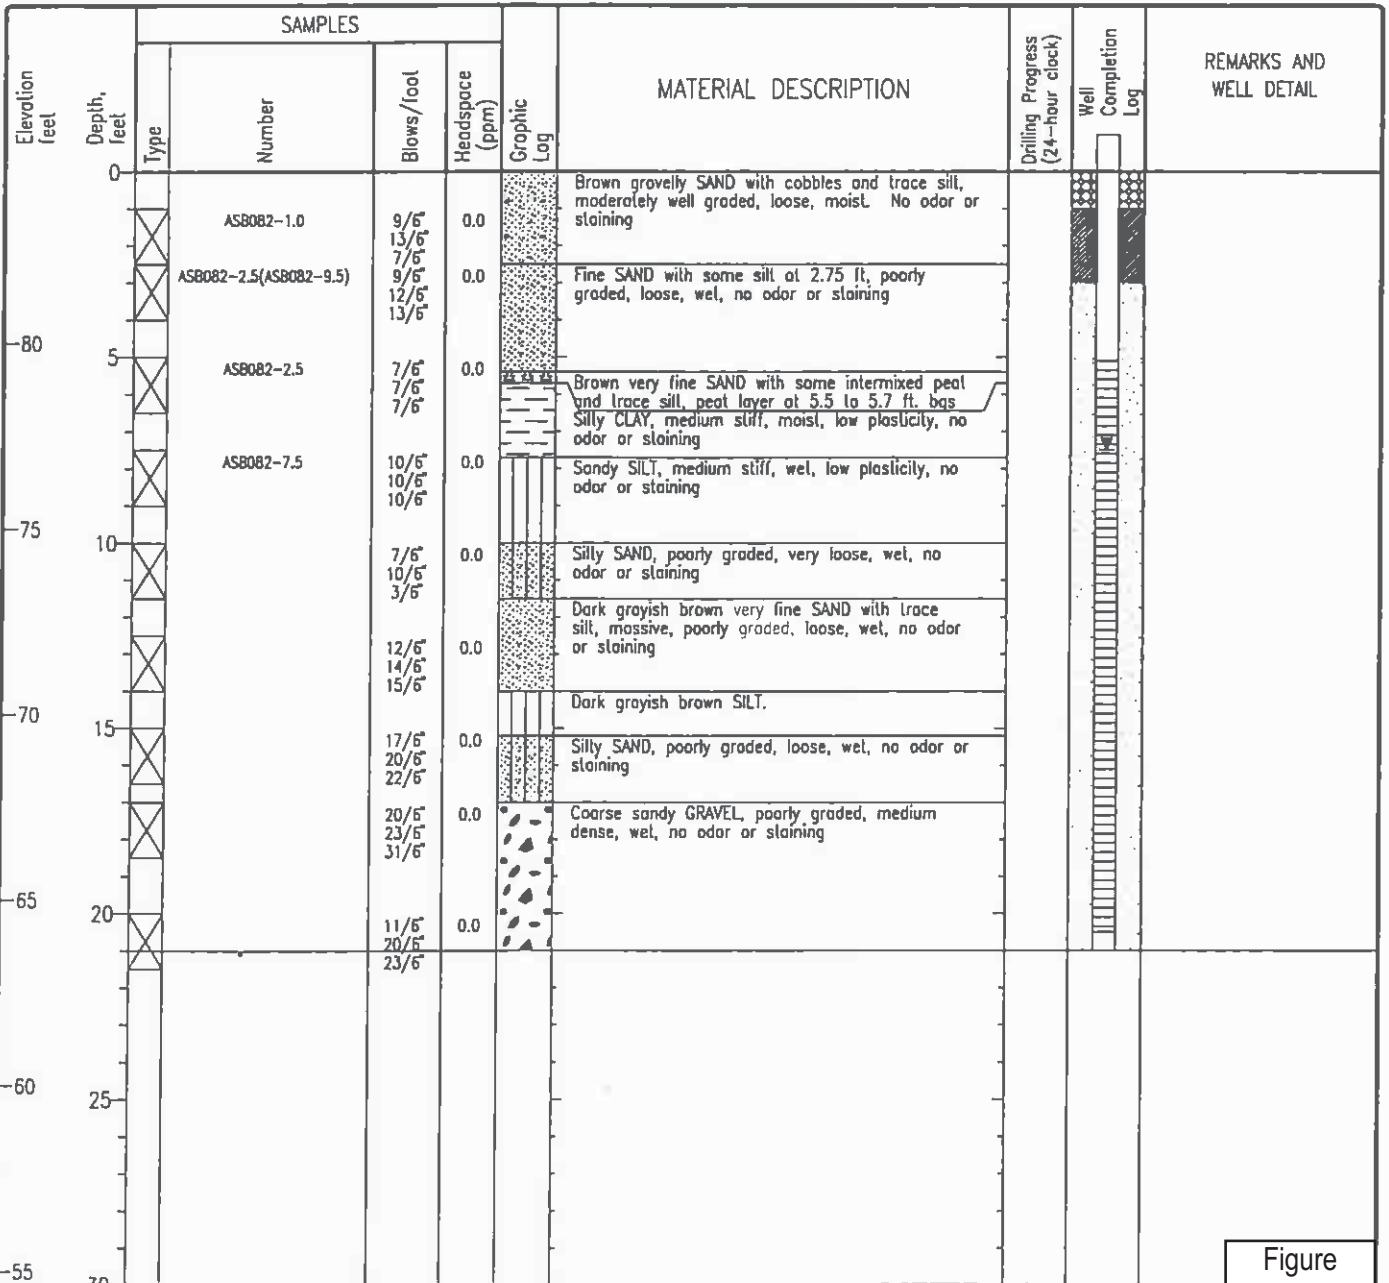 SAMPLES
Elevation
feet
Depth,
feet
Type
Number
Blows/foot
Headspace
(ppm)
Graphic
Log
MATERIAL DESCRIPTION
Drilling Progress
(24-hour clock)
Well
Completion
Log
REMARKS AND
WELL DETAIL
0
Brown gravelly SAND with cobbles and trace silt,
moderately well graded, loose, moist. No odor or
staining
ASB082-1.0 9/6" 0.0
13/6"
7/6"
ASB082-2.5(ASB082-9.5) 9/6" 0.0
12/6"
13/6"
Fine SAND with some silt at 2.75 ft, poorly
graded, loose, wet, no odor or staining
80
5
ASB082-2.5 7/6" 0.0
7/6"
7/6"
Brown very fine SAND with some intermixed peat
and trace silt, peat layer at 5.5 to 5.7 ft. bgs
Silty CLAY, medium stiff, moist, low plasticity, no
odor or staining
ASB082-7.5 10/6" 0.0
10/6"
10/6"
Sandy SILT, medium stiff, wet, low plasticity, no
odor or staining
75
10
7/6" 0.0
10/6"
3/6"
Silty SAND, poorly graded, very loose, wet, no
odor or staining
Dark grayish brown very fine SAND with trace
silt, massive, poorly graded, loose, wet, no odor
or staining
12/6" 0.0
14/6"
15/6"
Dark grayish brown SILT.
70
15
17/6" 0.0
20/6"
22/6"
Silty SAND, poorly graded, loose, wet, no odor or
staining
20/6" 0.0
23/6"
31/6"
Coarse sandy GRAVEL, poorly graded, medium
dense, wet, no odor or staining
65
20
11/6" 0.0
20/6"
23/6"
60
25
55
Figure